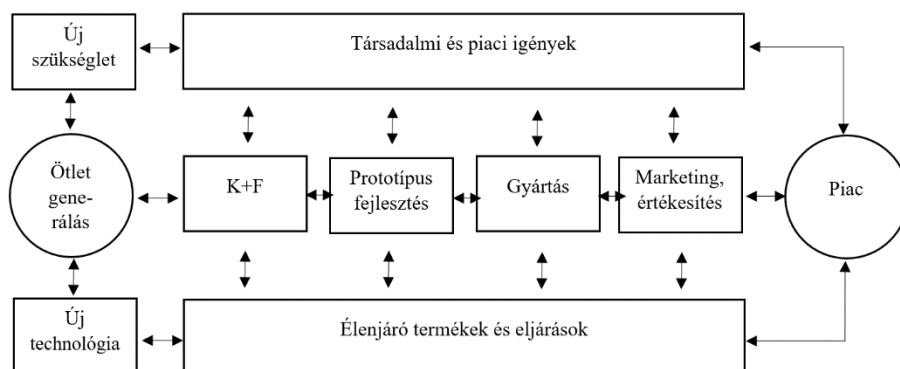 Új
szükséglet
Társadalmi és piaci igények
Ötlet
gene-
rálás
K+F
Prototípus
fejlesztés
Gyártás
Marketing,
értékesítés
Piac
Új
technológia
Élenjáró termékek és eljárások